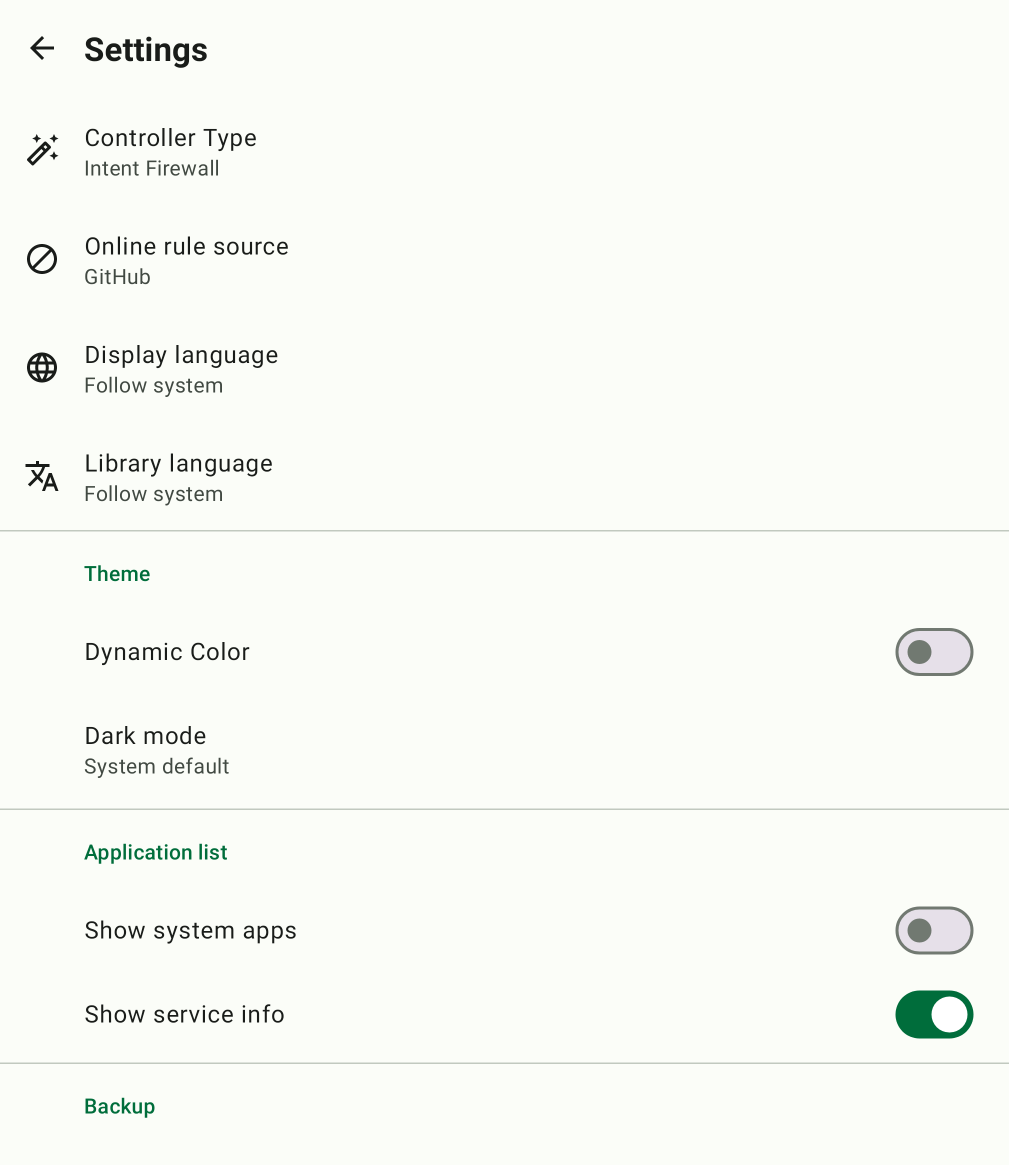 Settings
Controller Type
Intent Firewall
Online rule source
GitHub
Display language
Follow system
Library language
Follow system
Theme
Dynamic Color
Dark mode
System default
Application list
Show system apps
Show service info
Backup